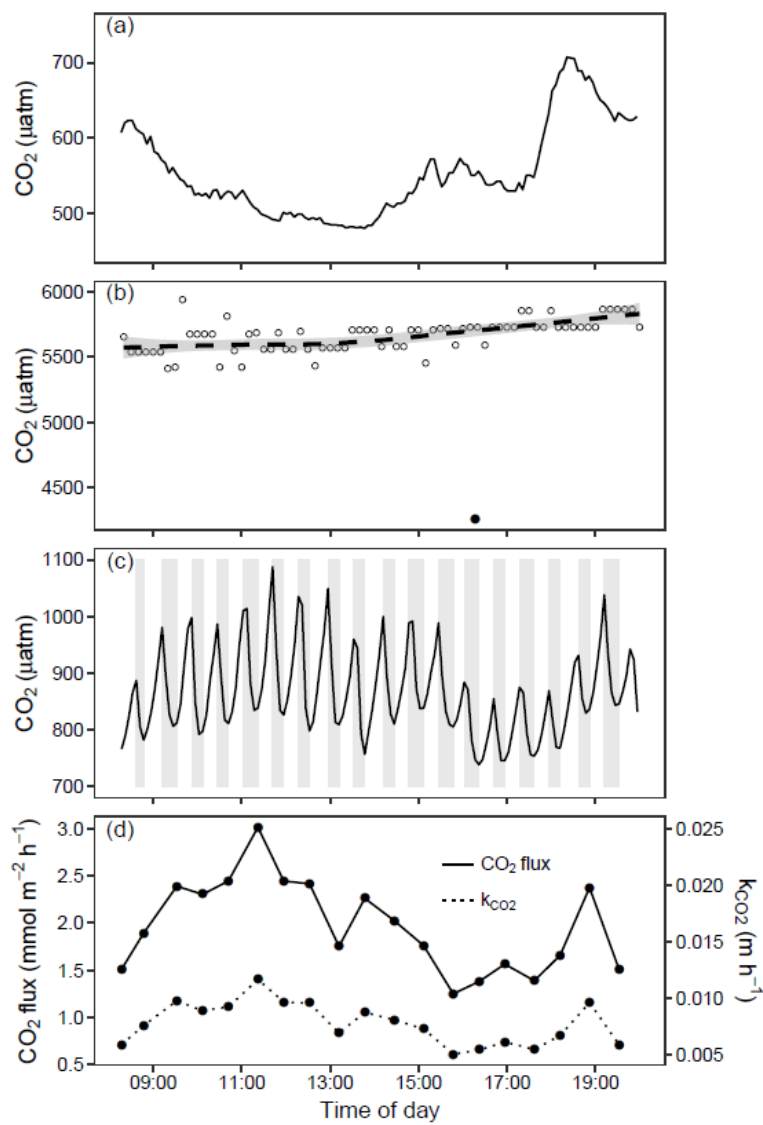 (a)
700
600
500
CO₂ (µatm)
(b)
6000
5500
5000
4500
CO₂ (µatm)
(c)
1100
1000
900
800
700
CO₂ (µatm)
(d)
3.0
2.5
2.0
1.5
1.0
0.5
CO₂ flux (mmol m⁻² h⁻¹)
CO₂ flux
kCO2
0.025
0.020
0.015
0.010
0.005
kCO2 (m h⁻¹)
09:00 11:00 13:00 15:00 17:00 19:00
Time of day